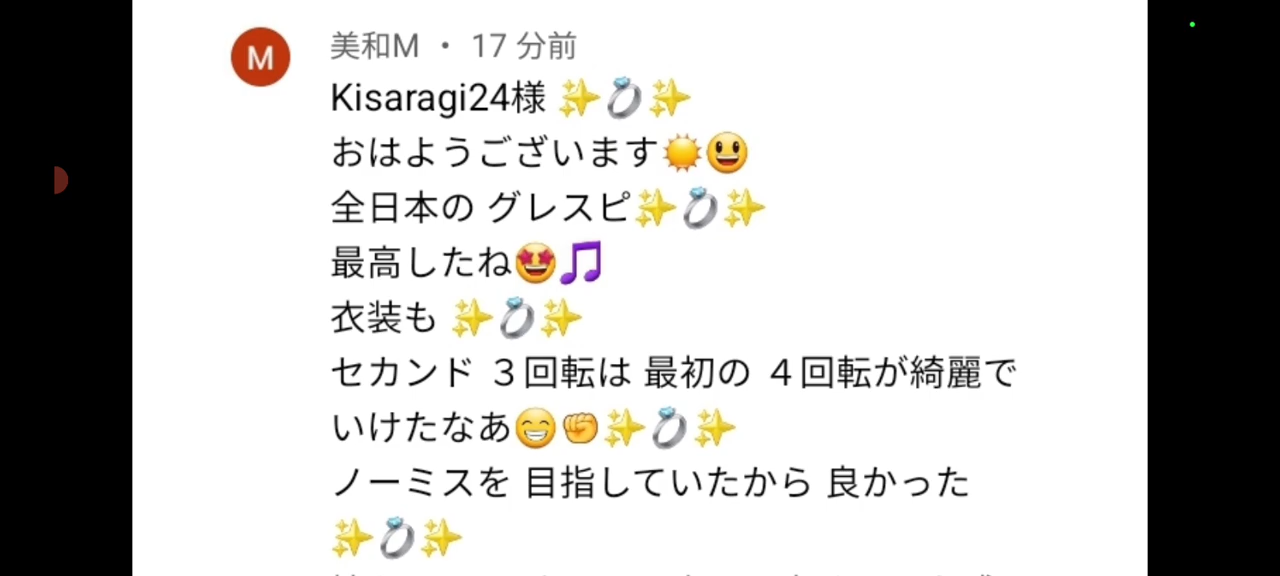 M
美和M ・ 17 分前
Kisaragi24様 ✨💍✨
おはようございます☀️😃
全日本の グレスピ✨💍✨
最高したね🤩🎵
衣装も ✨💍✨
セカンド ３回転は 最初の ４回転が綺麗で
いけたなあ😁✊✨💍✨
ノーミスを 目指していたから 良かった
✨💍✨